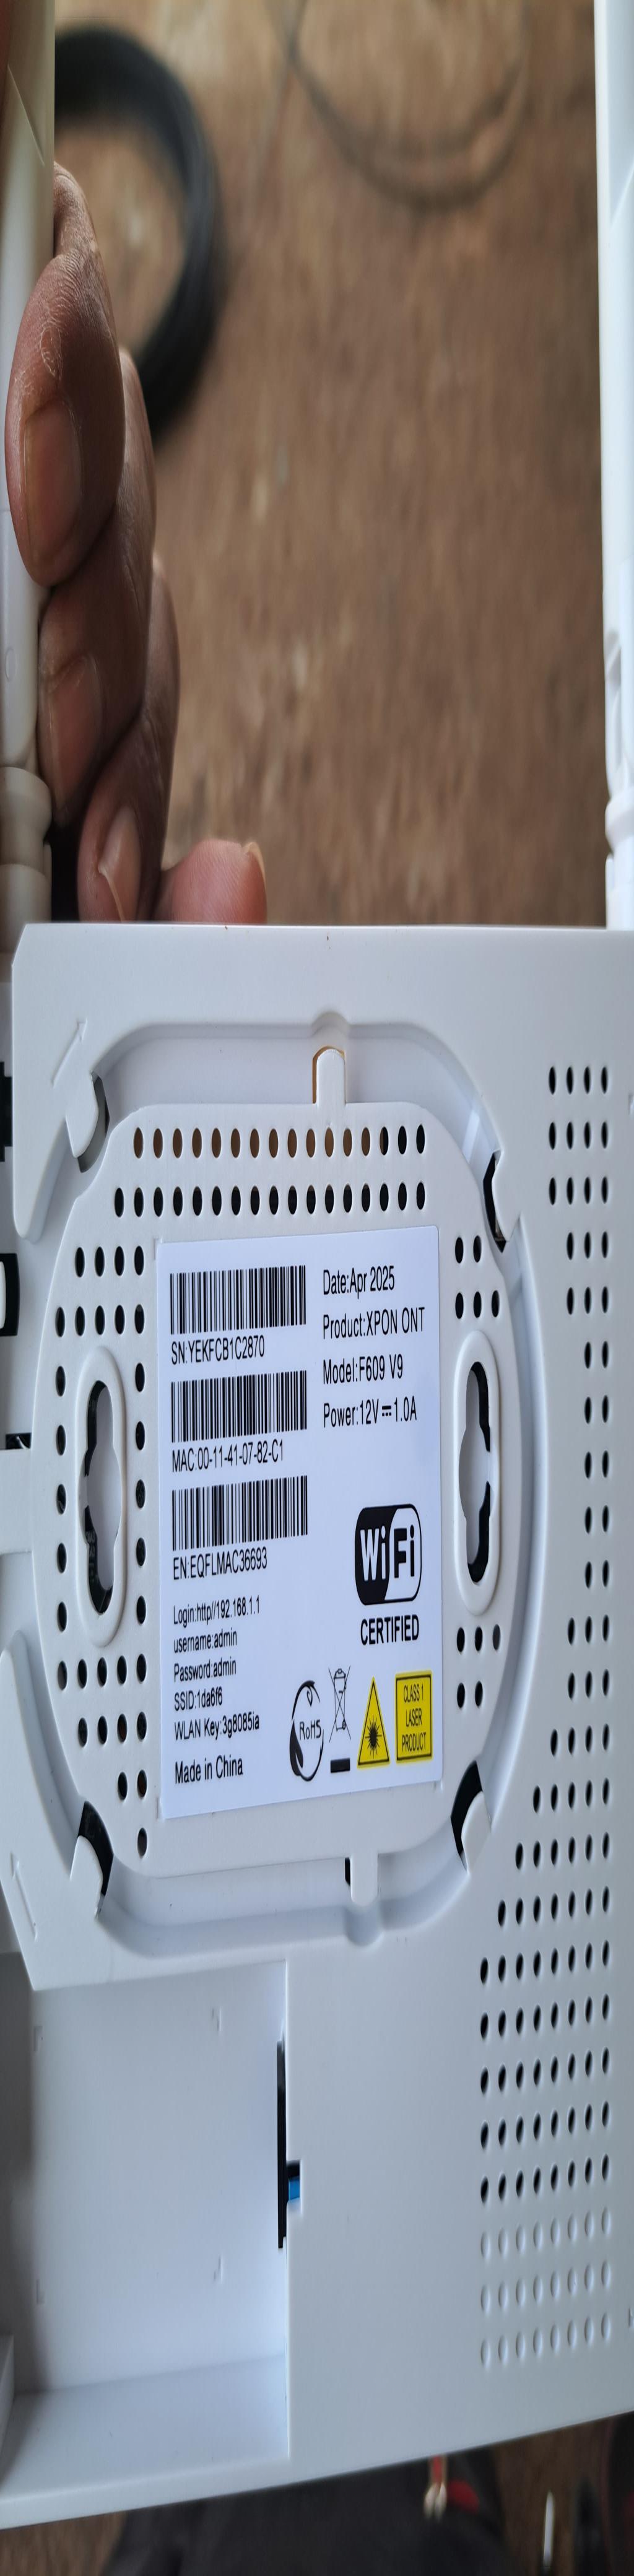 Date:Apr 2025
Product:XPON ONT
Model:F609 V9
Power:12V⎓1.0A
SN:YEKFCB1C2870
MAC:00-11-41-07-82-C1
EN:EQFLMAC36693
Login:http//192.168.1.1
username:admin
Password:admin
SSID:1da6f6
WLAN Key:3g8085ia
Made in China
Wi Fi
CERTIFIED
RoHS
CLASS 1
LASER
PRODUCT